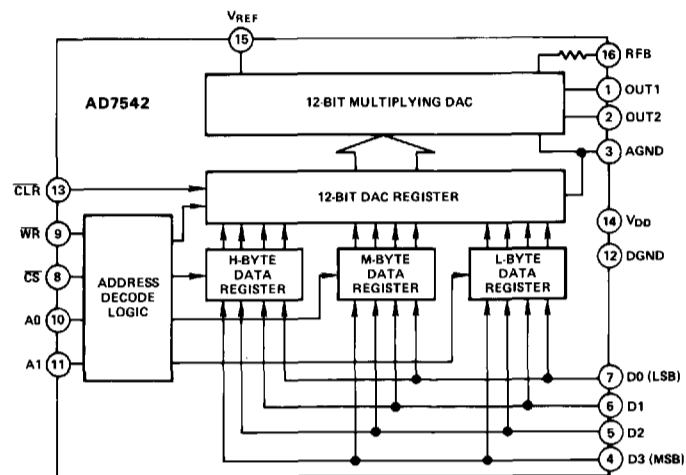 VREF
15
16 RFB
AD7542
12-BIT MULTIPLYING DAC
1 OUT1
2 OUT2
3 AGND
CLR 13
12-BIT DAC REGISTER
14 VDD
WR 9
12 DGND
CS 8
ADDRESS
DECODE
LOGIC
H-BYTE
DATA
REGISTER
M-BYTE
DATA
REGISTER
L-BYTE
DATA
REGISTER
A0 10
A1 11
7 D0 (LSB)
6 D1
5 D2
4 D3 (MSB)